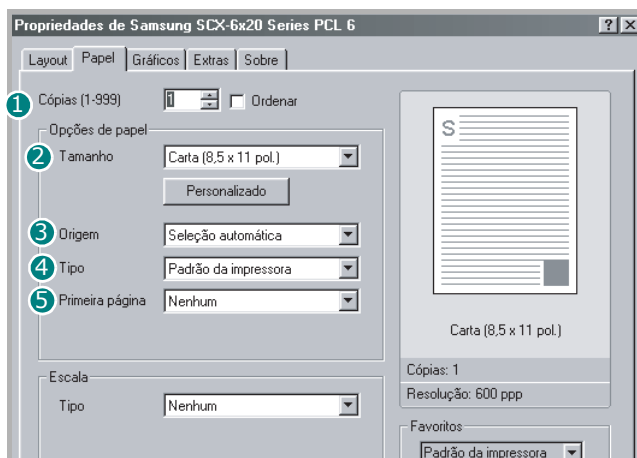 Propriedades de Samsung SCX-6x20 Series PCL 6
Layout Papel Gráficos Extras Sobre
1 Cópias (1-999) 1 Ordenar
Opções de papel
2 Tamanho Carta (8,5 x 11 pol.)
Personalizado
3 Origem Seleção automática
4 Tipo Padrão da impressora
5 Primeira página Nenhum
Escala
Tipo Nenhum
S
Carta (8,5 x 11 pol.)
Cópias: 1
Resolução: 600 ppp
Favoritos
Padrão da impressora